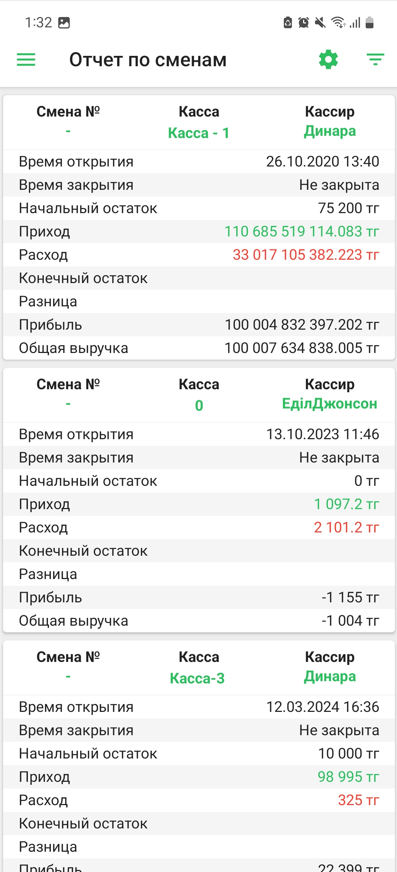 1:32
Отчет по сменам
Смена № Касса Кассир
- Касса - 1 Динара
Время открытия 26.10.2020 13:40
Время закрытия Не закрыта
Начальный остаток 75 200 тг
Приход 110 685 519 114.083 тг
Расход 33 017 105 382.223 тг
Конечный остаток
Разница
Прибыль 100 004 832 397.202 тг
Общая выручка 100 007 634 838.005 тг
Смена № Касса Кассир
- 0 ЕділДжонсон
Время открытия 13.10.2023 11:46
Время закрытия Не закрыта
Начальный остаток 0 тг
Приход 1 097.2 тг
Расход 2 101.2 тг
Конечный остаток
Разница
Прибыль -1 155 тг
Общая выручка -1 004 тг
Смена № Касса Кассир
- Касса-3 Динара
Время открытия 12.03.2024 16:36
Время закрытия Не закрыта
Начальный остаток 10 000 тг
Приход 98 995 тг
Расход 325 тг
Конечный остаток
Разница
Прибыль 22 399 тг